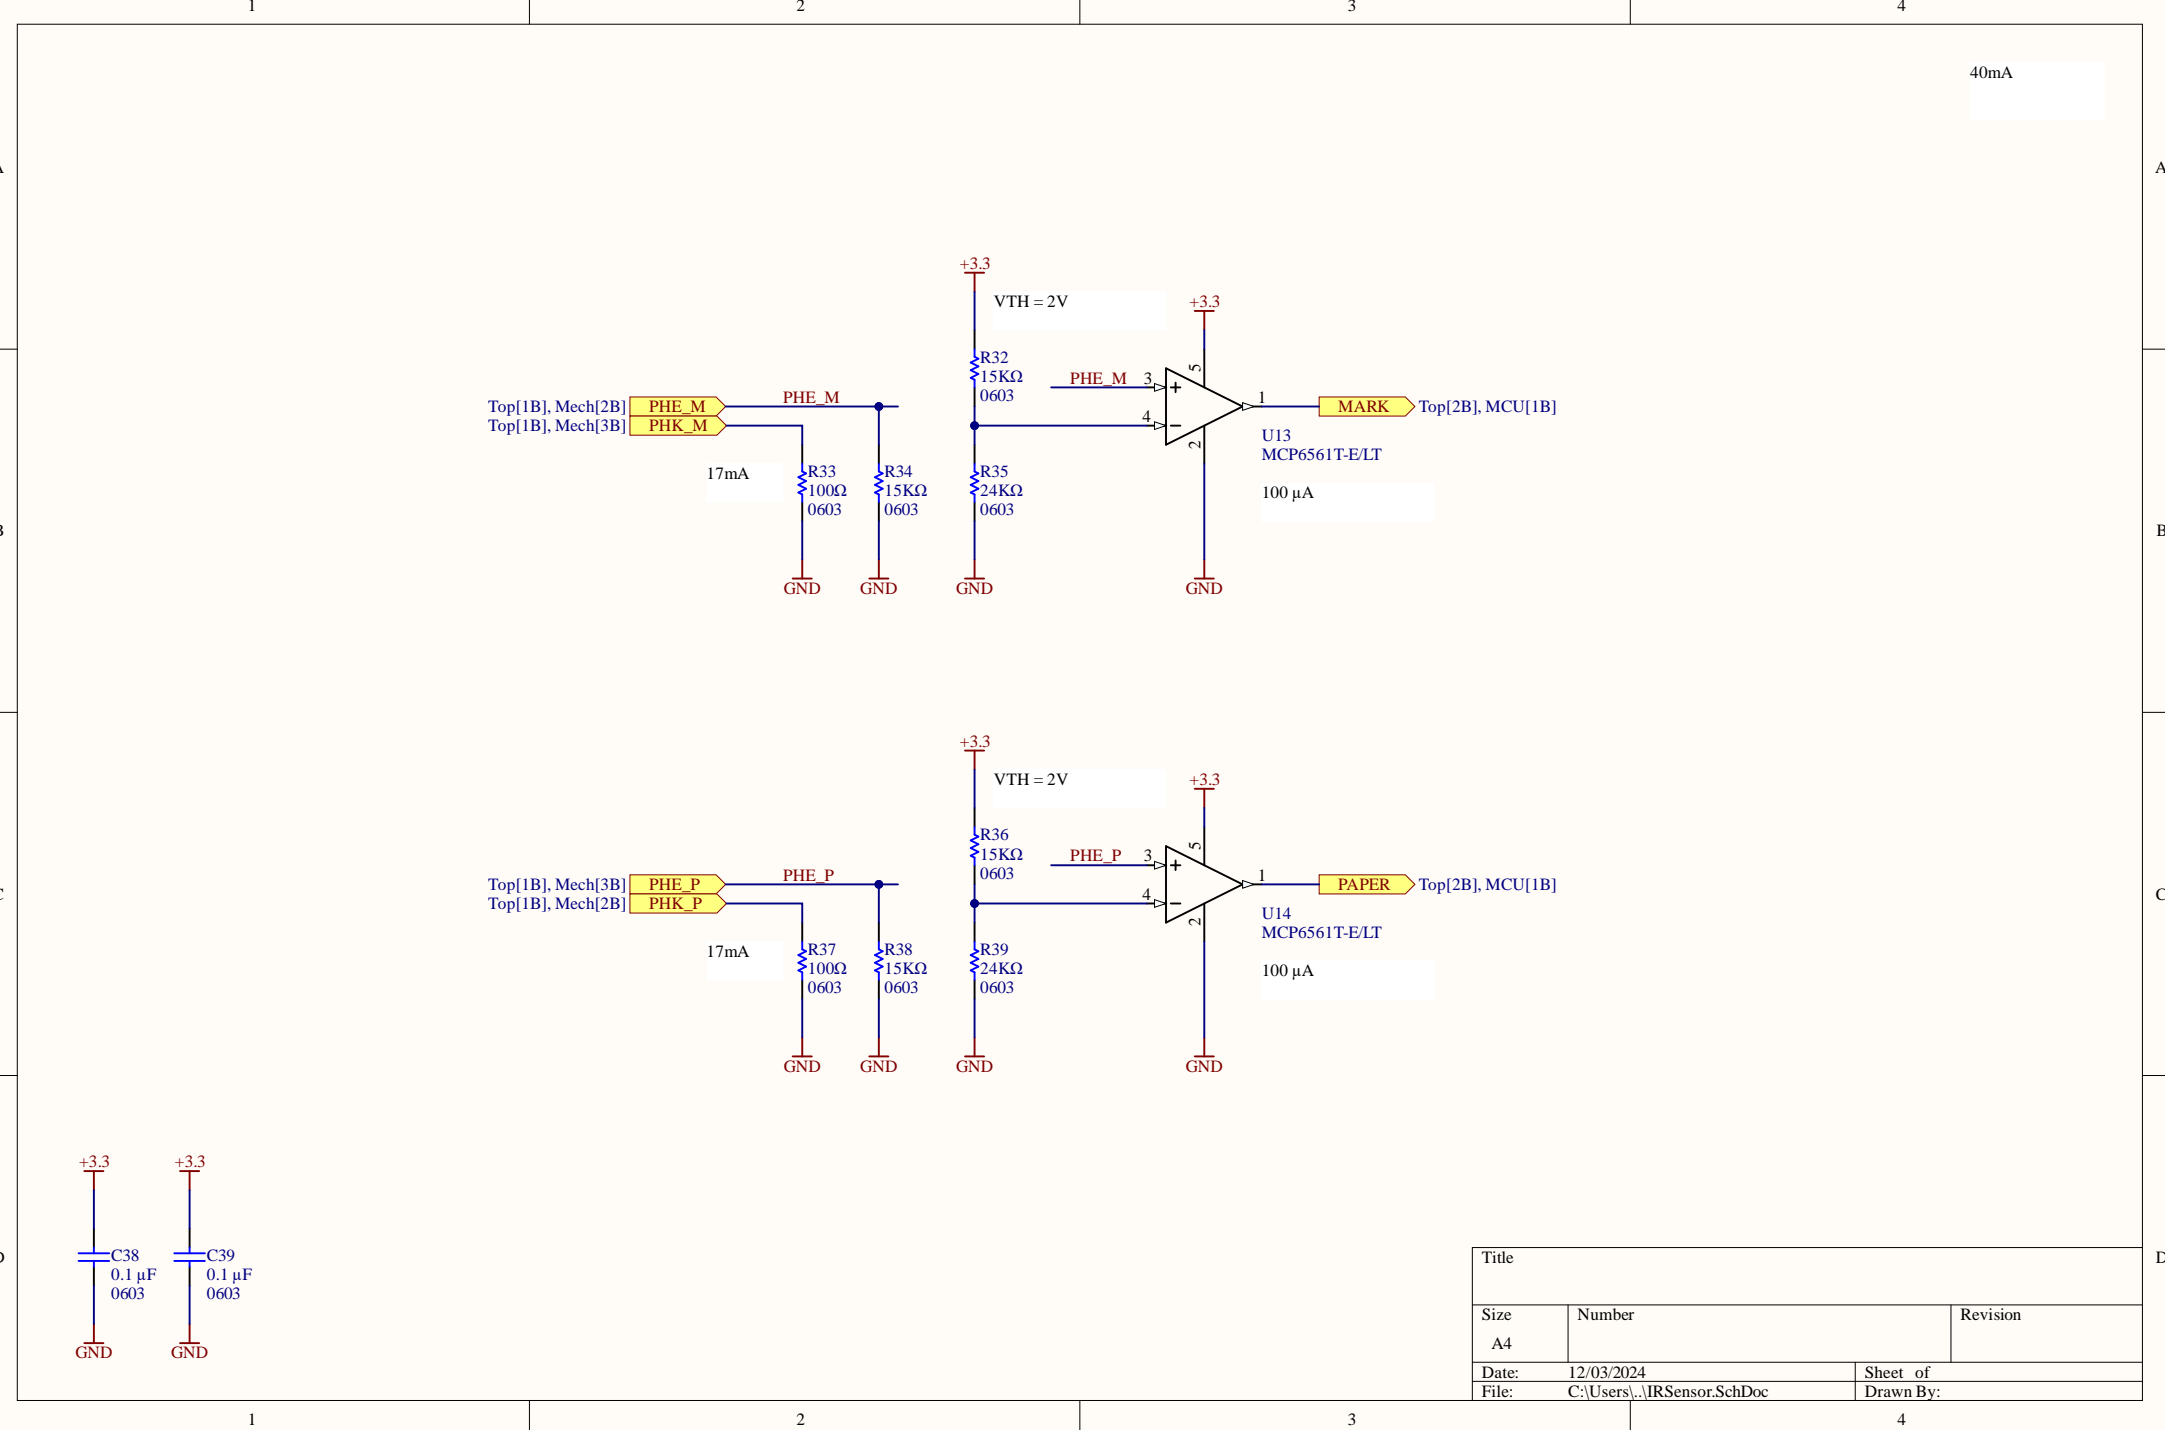 1 2 3 4
40mA
A A
+3.3
VTH = 2V
+3.3
R32
15KΩ
0603
5
PHE_M 3
Top[1B], Mech[2B] PHE_M PHE_M
1 MARK Top[2B], MCU[1B]
Top[1B], Mech[3B] PHK_M
4
2
U13
MCP6561T-E/LT
17mA
R33
100Ω
0603
R34
15KΩ
0603
R35
24KΩ
0603
100 µA
B B
GND GND GND GND
+3.3
VTH = 2V
+3.3
R36
15KΩ
0603
5
PHE_P 3
Top[1B], Mech[3B] PHE_P PHE_P
1 PAPER Top[2B], MCU[1B]
Top[1B], Mech[2B] PHK_P
4
2
U14
MCP6561T-E/LT
17mA
R37
100Ω
0603
R38
15KΩ
0603
R39
24KΩ
0603
100 µA
C C
GND GND GND GND
+3.3 +3.3
C38
0.1 µF
0603
C39
0.1 µF
0603
GND GND
D D
Title
Size Number Revision
A4
Date: 12/03/2024 Sheet of
File: C:\Users\..\IRSensor.SchDoc Drawn By:
1 2 3 4